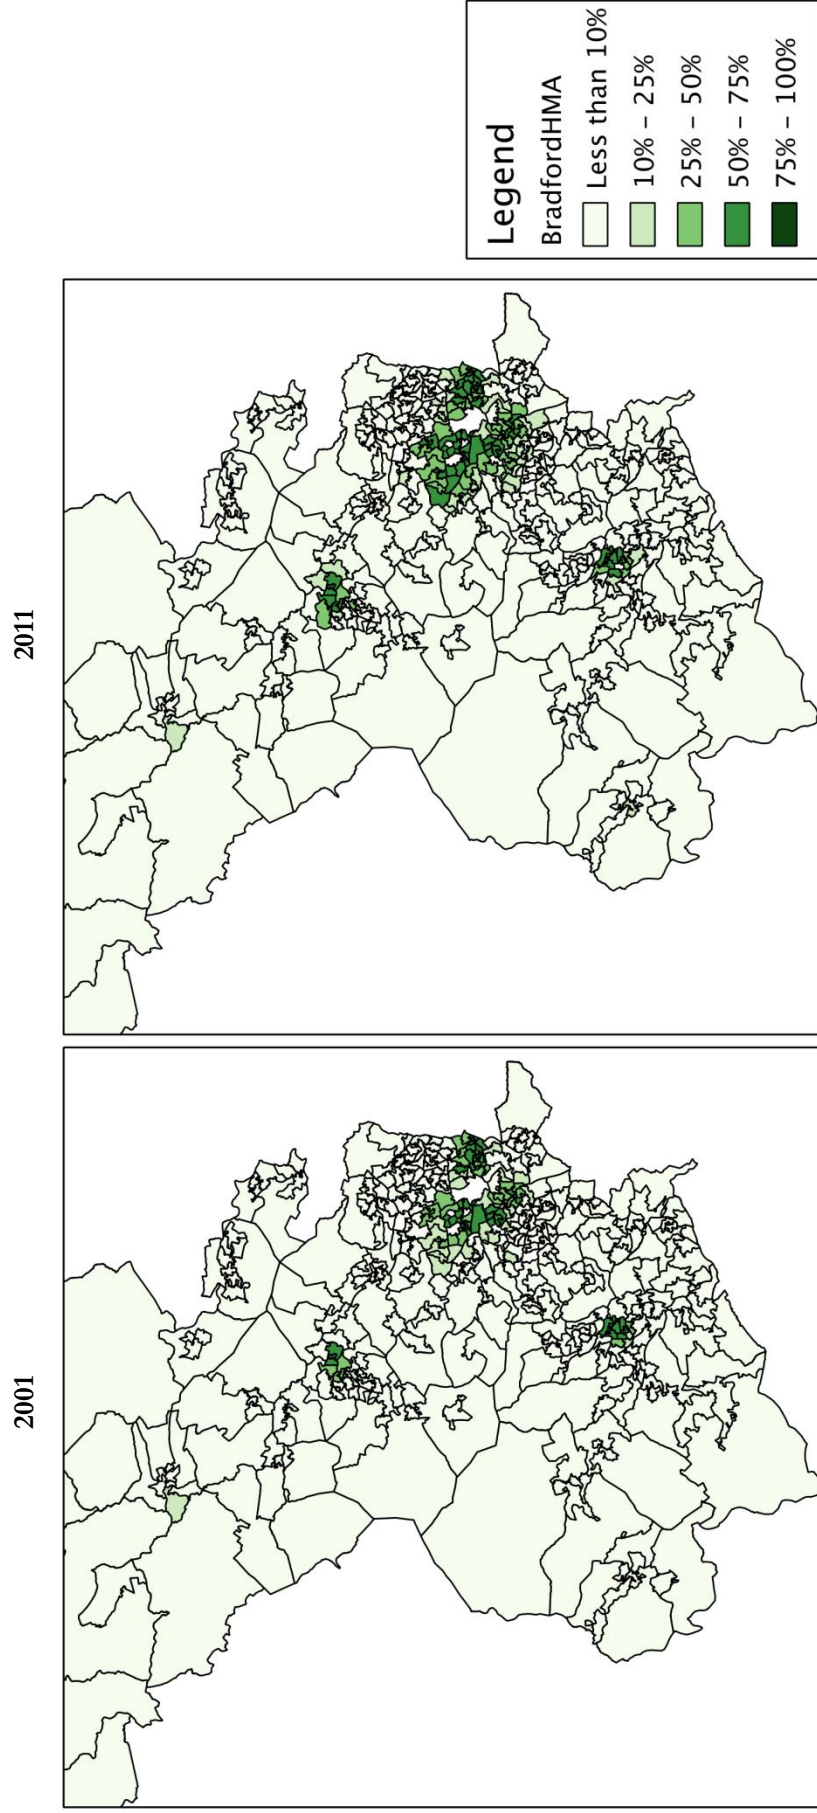 2001
2011
Legend
BradfordHMA
Less than 10%
10% – 25%
25% – 50%
50% – 75%
75% – 100%